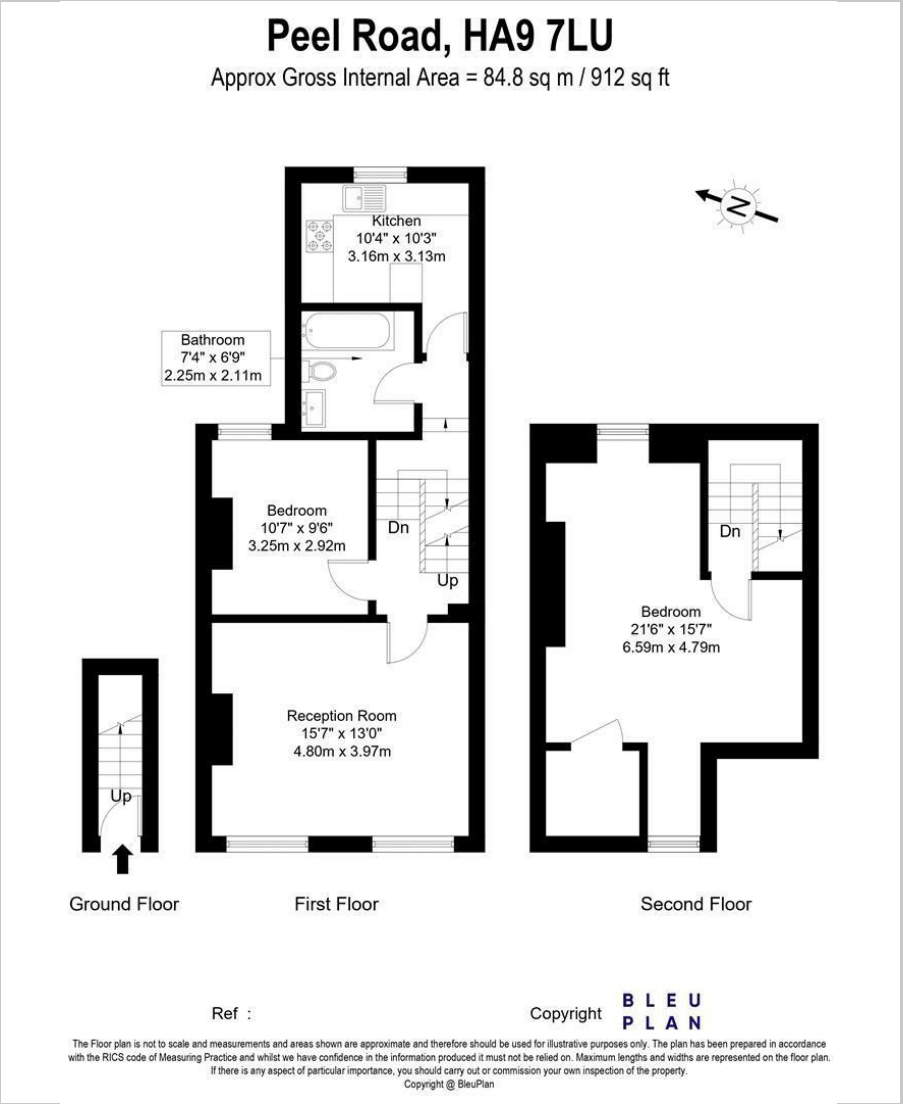 Peel Road, HA9 7LU
Approx Gross Internal Area = 84.8 sq m / 912 sq ft
N
Kitchen
10'4" x 10'3"
3.16m x 3.13m
Bathroom
7'4" x 6'9"
2.25m x 2.11m
Bedroom
10'7" x 9'6"
3.25m x 2.92m
Dn
Up
Reception Room
15'7" x 13'0"
4.80m x 3.97m
Dn
Bedroom
21'6" x 15'7"
6.59m x 4.79m
Up
Ground Floor
First Floor
Second Floor
Ref :
Copyright
BLEU
PLAN
The Floor plan is not to scale and measurements and areas shown are approximate and therefore should be used for illustrative purposes only. The plan has been prepared in accordance
with the RICS code of Measuring Practice and whilst we have confidence in the information produced it must not be relied on. Maximum lengths and widths are represented on the floor plan.
If there is any aspect of particular importance, you should carry out or commission your own inspection of the property.
Copyright @ BleuPlan